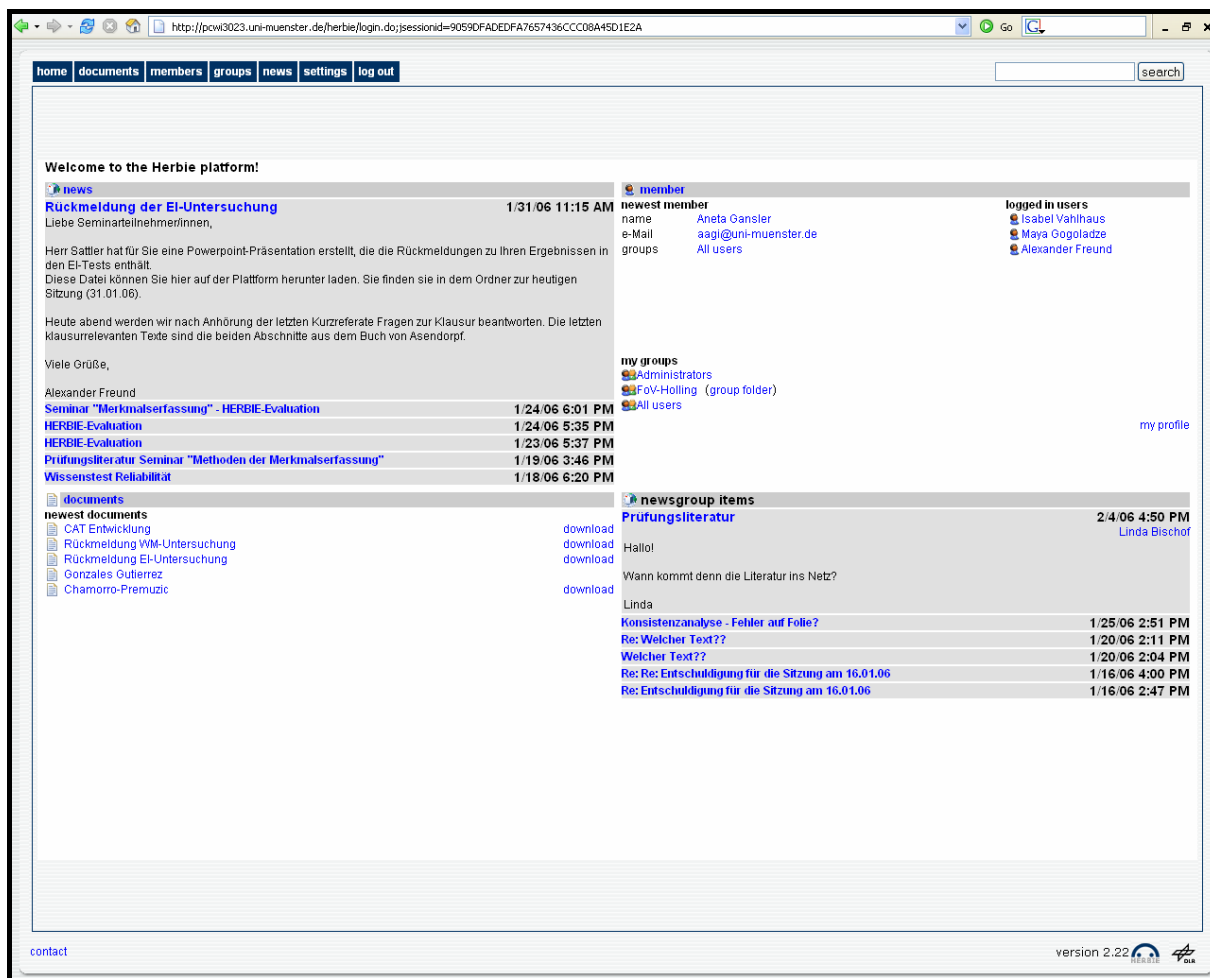 http://pcwi3023.uni-muenster.de/herbie/login.do;jsessionid=9059DFADEDFA7657436CCC08A45D1E2A
Go
home documents members groups news settings log out
search
Welcome to the Herbie platform!
news
Rückmeldung der EI-Untersuchung 1/31/06 11:15 AM
Liebe Seminarteilnehmer/innen,
Herr Sattler hat für Sie eine Powerpoint-Präsentation erstellt, die die Rückmeldungen zu Ihren Ergebnissen in
den EI-Tests enthält.
Diese Datei können Sie hier auf der Plattform herunter laden. Sie finden sie in dem Ordner zur heutigen
Sitzung (31.01.06).
Heute abend werden wir nach Anhörung der letzten Kurzreferate Fragen zur Klausur beantworten. Die letzten
klausurrelevanten Texte sind die beiden Abschnitte aus dem Buch von Asendorpf.
Viele Grüße,
Alexander Freund
Seminar "Merkmalserfassung" - HERBIE-Evaluation 1/24/06 6:01 PM
HERBIE-Evaluation 1/24/06 5:35 PM
HERBIE-Evaluation 1/23/06 5:37 PM
Prüfungsliteratur Seminar "Methoden der Merkmalserfassung" 1/19/06 3:46 PM
Wissenstest Reliabilität 1/18/06 6:20 PM
member
newest member logged in users
name Aneta Gansler Isabel Vahlhaus
e-Mail aagi@uni-muenster.de Maya Gogoladze
groups All users Alexander Freund
my groups
Administrators
FoV-Holling (group folder)
All users
my profile
documents
newest documents
CAT Entwicklung download
Rückmeldung WM-Untersuchung download
Rückmeldung EI-Untersuchung download
Gonzales Gutierrez
Chamorro-Premuzic download
newsgroup items
Prüfungsliteratur 2/4/06 4:50 PM
Linda Bischof
Hallo!
Wann kommt denn die Literatur ins Netz?
Linda
Konsistenzanalyse - Fehler auf Folie? 1/25/06 2:51 PM
Re: Welcher Text?? 1/20/06 2:11 PM
Welcher Text?? 1/20/06 2:04 PM
Re: Re: Entschuldigung für die Sitzung am 16.01.06 1/16/06 4:00 PM
Re: Entschuldigung für die Sitzung am 16.01.06 1/16/06 2:47 PM
contact
version 2.22
HERBIE
DLR